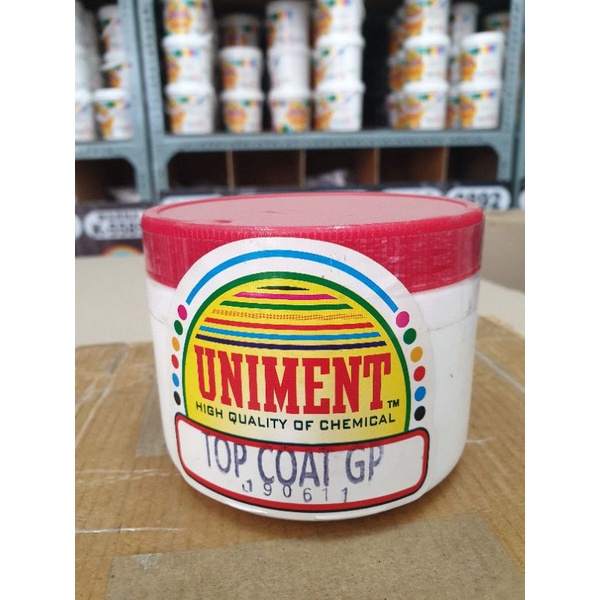 UNIMENT TM
HIGH QUALITY OF CHEMICAL
TOP COAT GP
190611